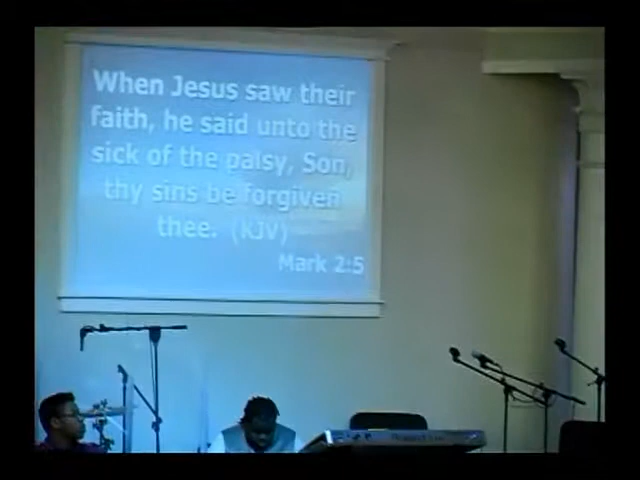 When Jesus saw their
faith, he said unto the
sick of the palsy, Son,
thy sins be forgiven
thee. (KJV)
Mark 2:5